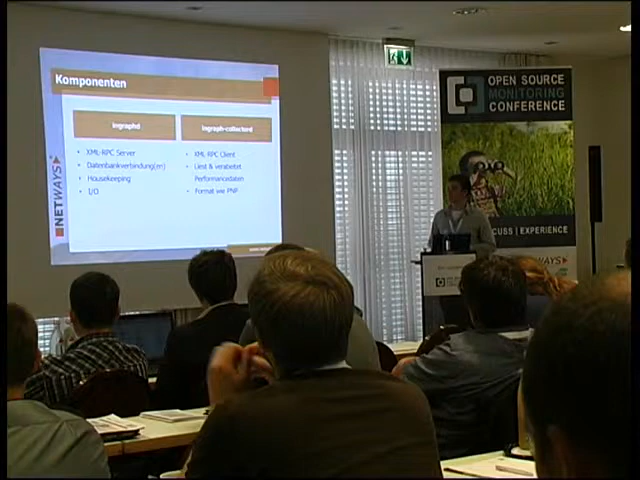 Komponenten
ingraphd
ingraph-collectord
XML-RPC Server
Datenbankverbindung(en)
Housekeeping
I/O
XML RPC Client
Liest & verabeitet
Performancedaten
Format wie PNP
NETWAYS
OPEN SOURCE
MONITORING
CONFERENCE
CUSS | EXPERIENCE
WAYS